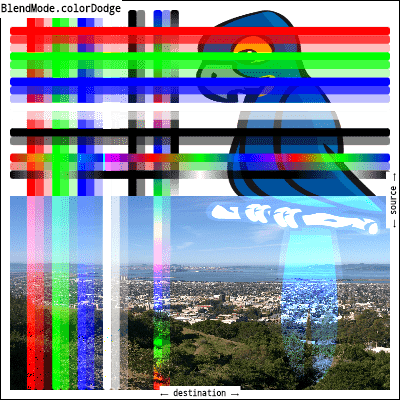 BlendMode.colorDodge
← source →
← destination →